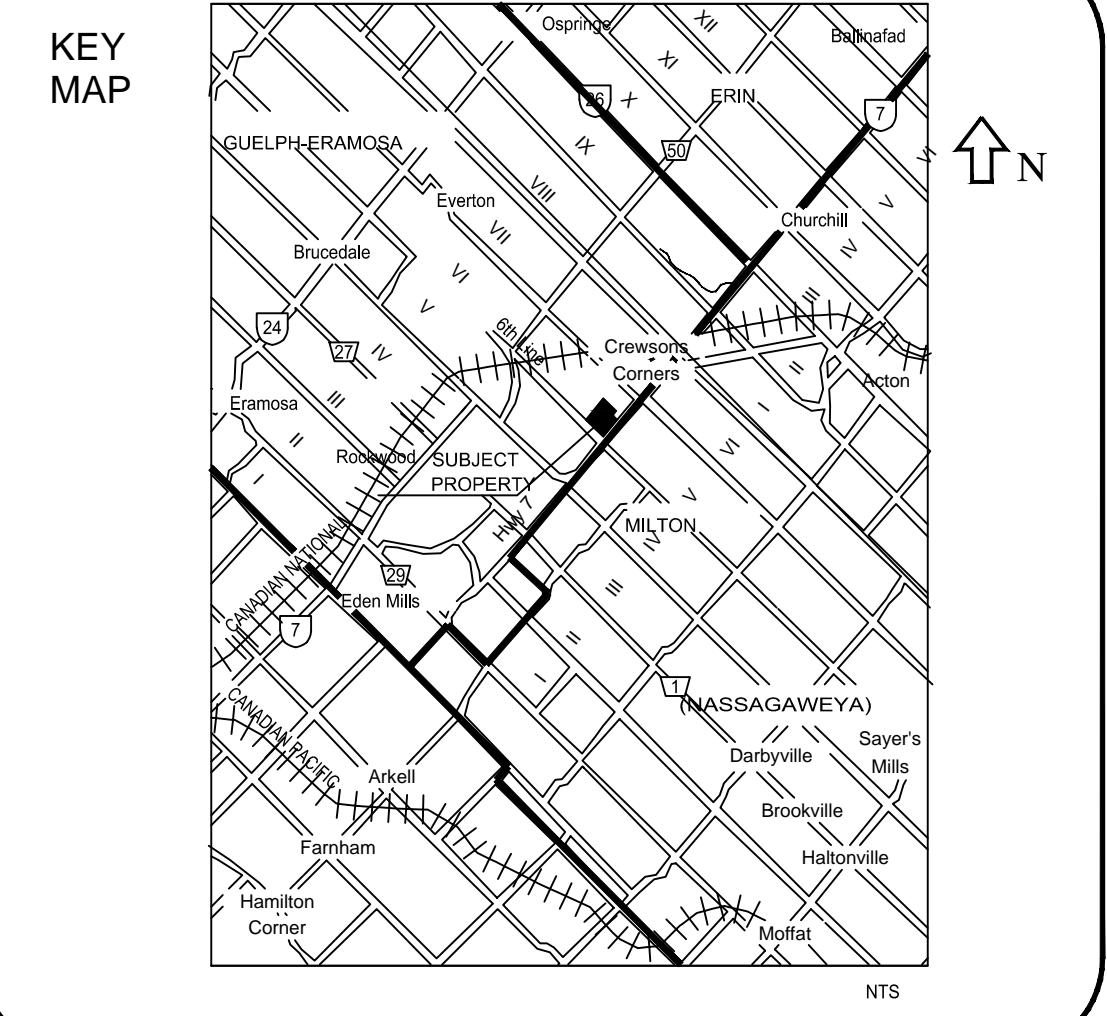 KEY
MAP
Ospringe
XII
Ballinafad
XI
26
X
ERIN
7
N
GUELPH-ERAMOSA
IX
50
VI
VIII
Everton
V
VII
Churchill
Brucedale
IV
VI
V
III
24
6th Line
27
IV
Crewsons
Corners
II
Acton
III
Eramosa
I
II
Rockwood
SUBJECT
PROPERTY
VI
I
V
Hwy 7
MILTON
IV
CANADIAN NATIONAL
29
III
Eden Mills
7
II
I
1
(NASSAGAWEYA)
CANADIAN PACIFIC
Sayer's
Mills
Darbyville
Arkell
Brookville
Farnham
Haltonville
Hamilton
Corner
Moffat
NTS